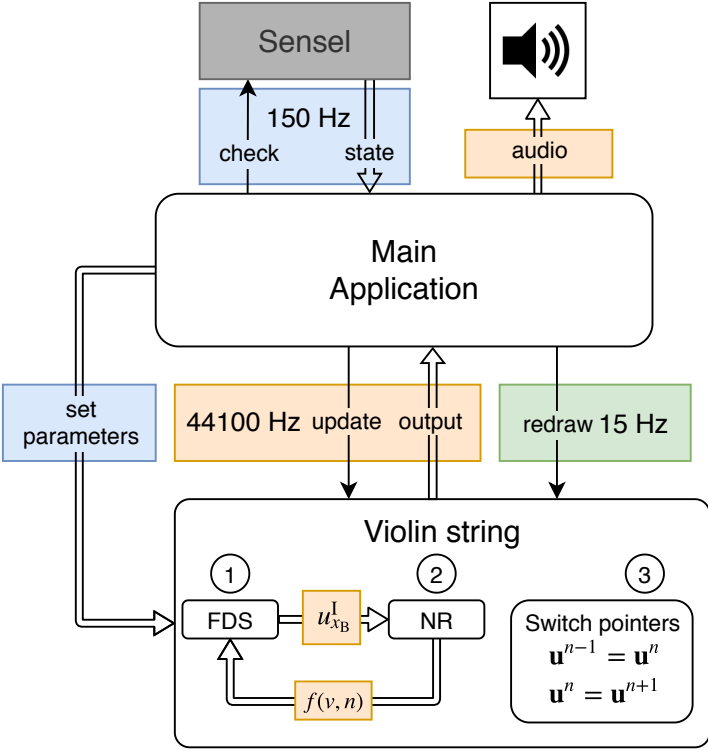 Sensel
150 Hz
check
state
audio
Main
Application
set
parameters
44100 Hz update output
redraw 15 Hz
Violin string
1
2
3
FDS
u^I_{x_B}
NR
f(v, n)
Switch pointers
u^{n-1} = u^n
u^n = u^{n+1}